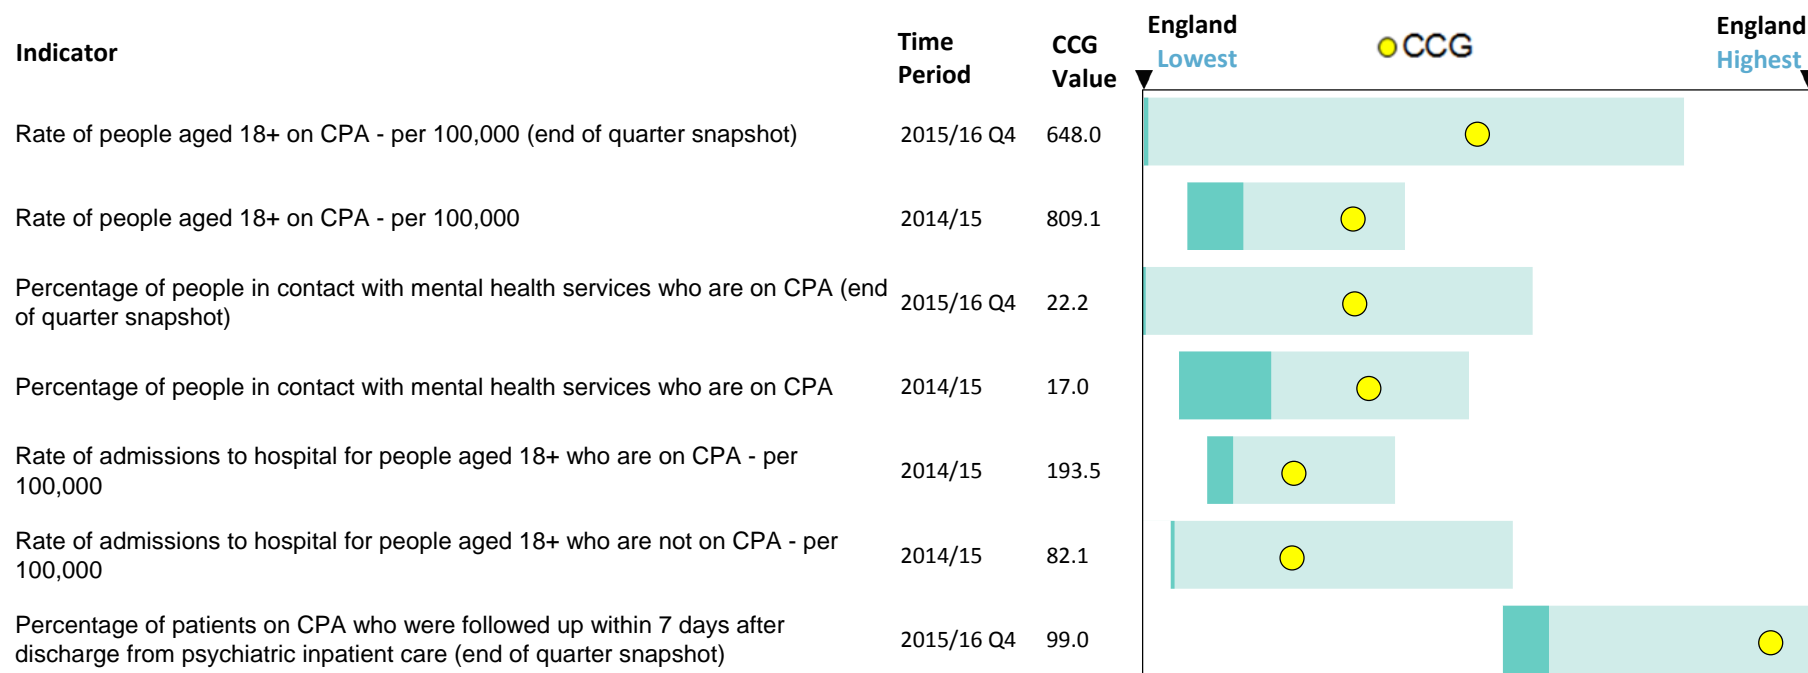 Indicator
Time Period
CCG Value
England Lowest
CCG
England Highest
Rate of people aged 18+ on CPA - per 100,000 (end of quarter snapshot) 2015/16 Q4 648.0
Rate of people aged 18+ on CPA - per 100,000 2014/15 809.1
Percentage of people in contact with mental health services who are on CPA (end
of quarter snapshot) 2015/16 Q4 22.2
Percentage of people in contact with mental health services who are on CPA 2014/15 17.0
Rate of admissions to hospital for people aged 18+ who are on CPA - per
100,000 2014/15 193.5
Rate of admissions to hospital for people aged 18+ who are not on CPA - per
100,000 2014/15 82.1
Percentage of patients on CPA who were followed up within 7 days after
discharge from psychiatric inpatient care (end of quarter snapshot) 2015/16 Q4 99.0